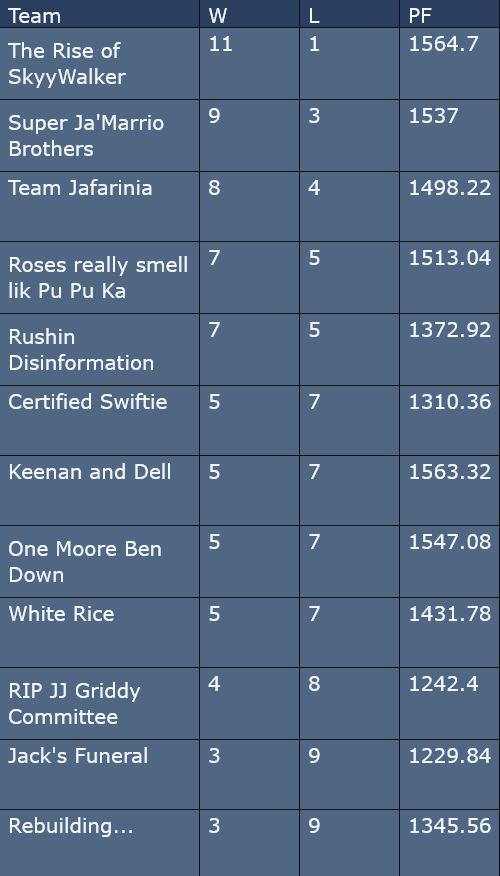 Team W L PF
The Rise of 11 1 1564.7
SkyyWalker
Super Ja'Marrio 9 3 1537
Brothers
Team Jafarinia 8 4 1498.22
Roses really smell 7 5 1513.04
lik Pu Pu Ka
Rushin 7 5 1372.92
Disinformation
Certified Swiftie 5 7 1310.36
Keenan and Dell 5 7 1563.32
One Moore Ben 5 7 1547.08
Down
White Rice 5 7 1431.78
RIP JJ Griddy 4 8 1242.4
Committee
Jack's Funeral 3 9 1229.84
Rebuilding... 3 9 1345.56